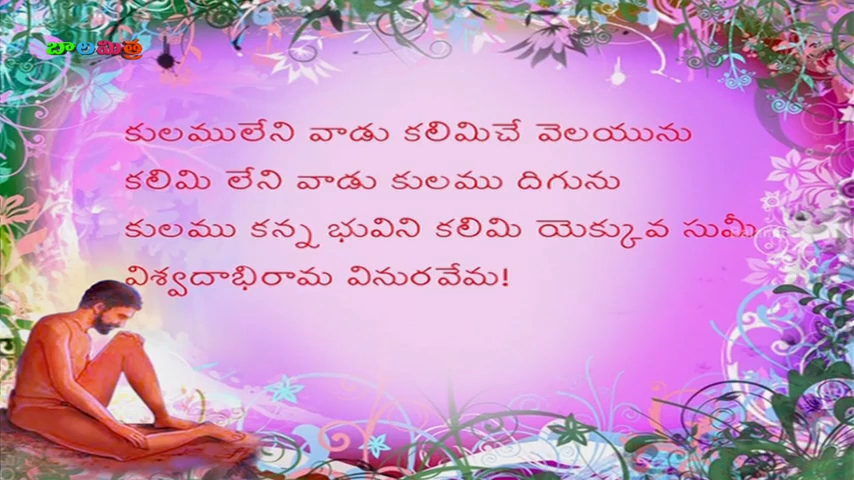 బాలమిత్ర
కులములేని వాడు కలిమిచే వెలయును
కలిమి లేని వాడు కులము దిగును
కులము కన్న భువిని కలిమి యెక్కువ సుమీ
విశ్వదాభిరామ వినురవేమ!